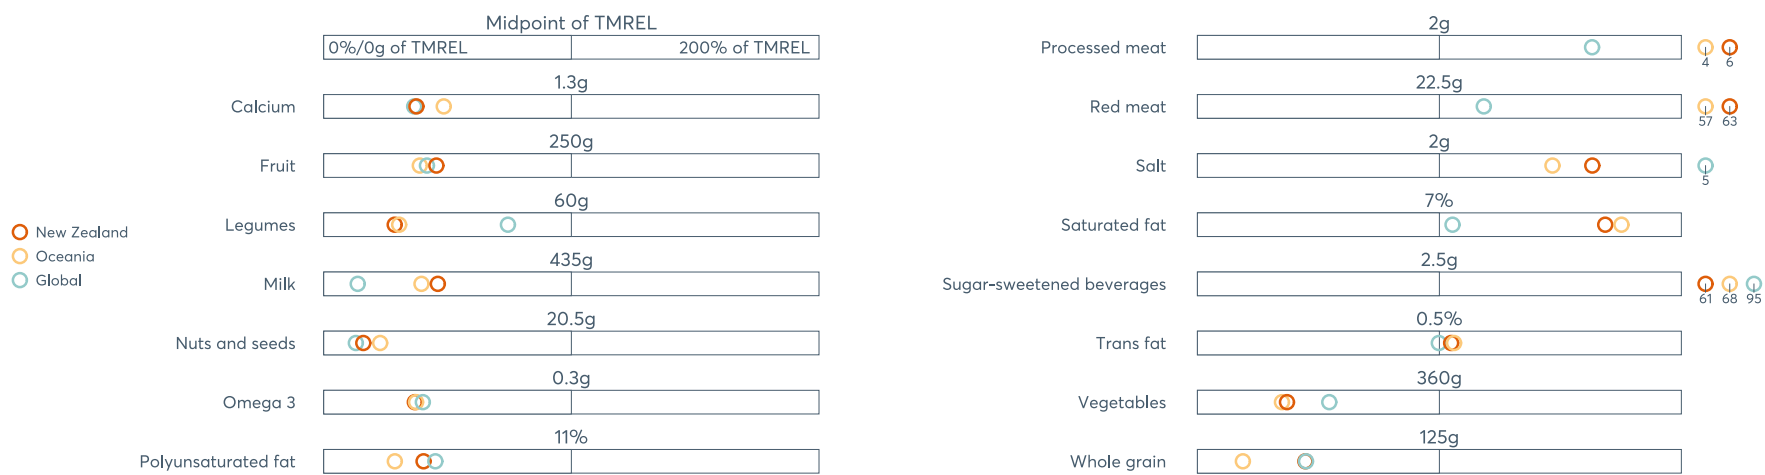 Midpoint of TMREL
0%/0g of TMREL
200% of TMREL
1.3g
Calcium
250g
Fruit
60g
Legumes
435g
Milk
20.5g
Nuts and seeds
0.3g
Omega 3
11%
Polyunsaturated fat
New Zealand
Oceania
Global
2g
Processed meat
4 6
22.5g
Red meat
57 63
2g
Salt
5
7%
Saturated fat
2.5g
Sugar-sweetened beverages
61 68 95
0.5%
Trans fat
360g
Vegetables
125g
Whole grain